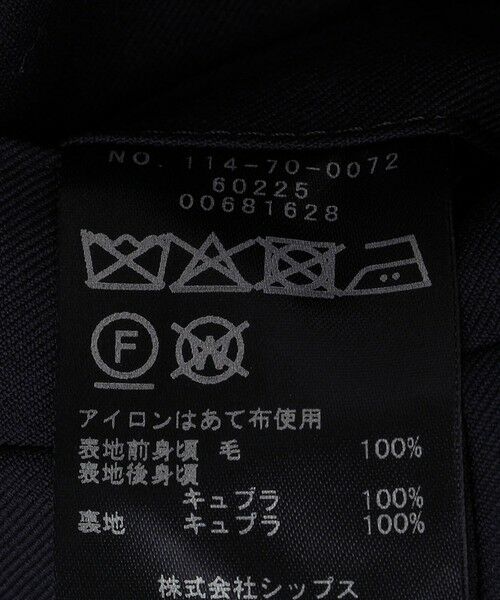 NO. 114-70-0072
60225
00681628
F W
アイロンはあて布使用
表地前身頃 毛 100%
表地後身頃
キュプラ 100%
裏地 キュプラ 100%
株式会社シップス